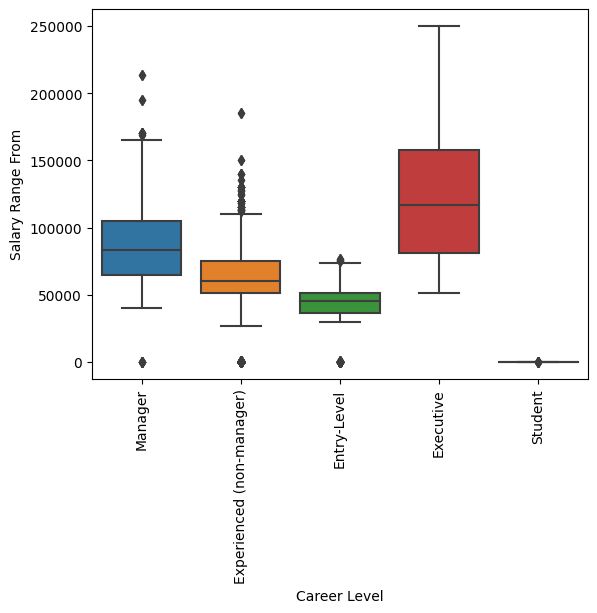 250000
200000
150000
100000
50000
0
Salary Range From
Manager
Experienced (non-manager)
Entry-Level
Executive
Student
Career Level